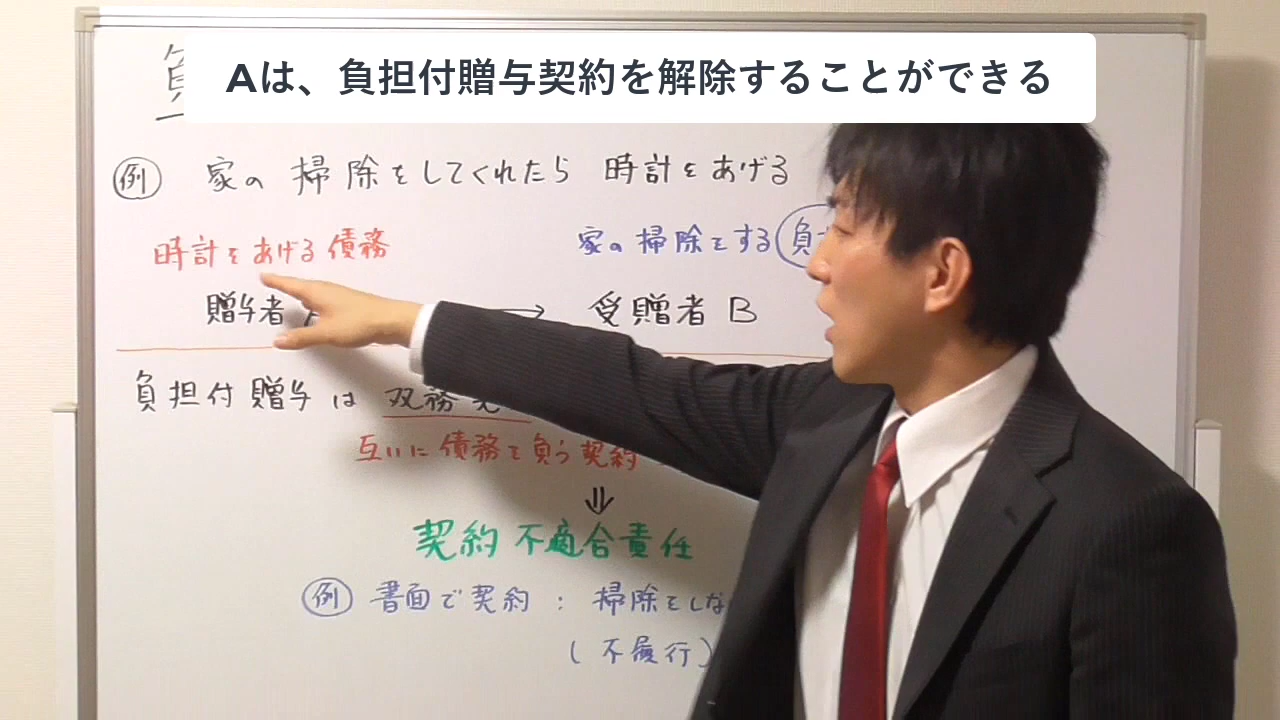 Aは、負担付贈与契約を解除することができる
例 家の掃除をしてくれたら 時計をあげる
時計をあげる債務 家の掃除をする負
贈与者 → 受贈者 B
負担付贈与は 双務
互いに債務を負う契約
⇓
契約不適合責任
例 書面で契約 : 掃除をしな
(不履行)